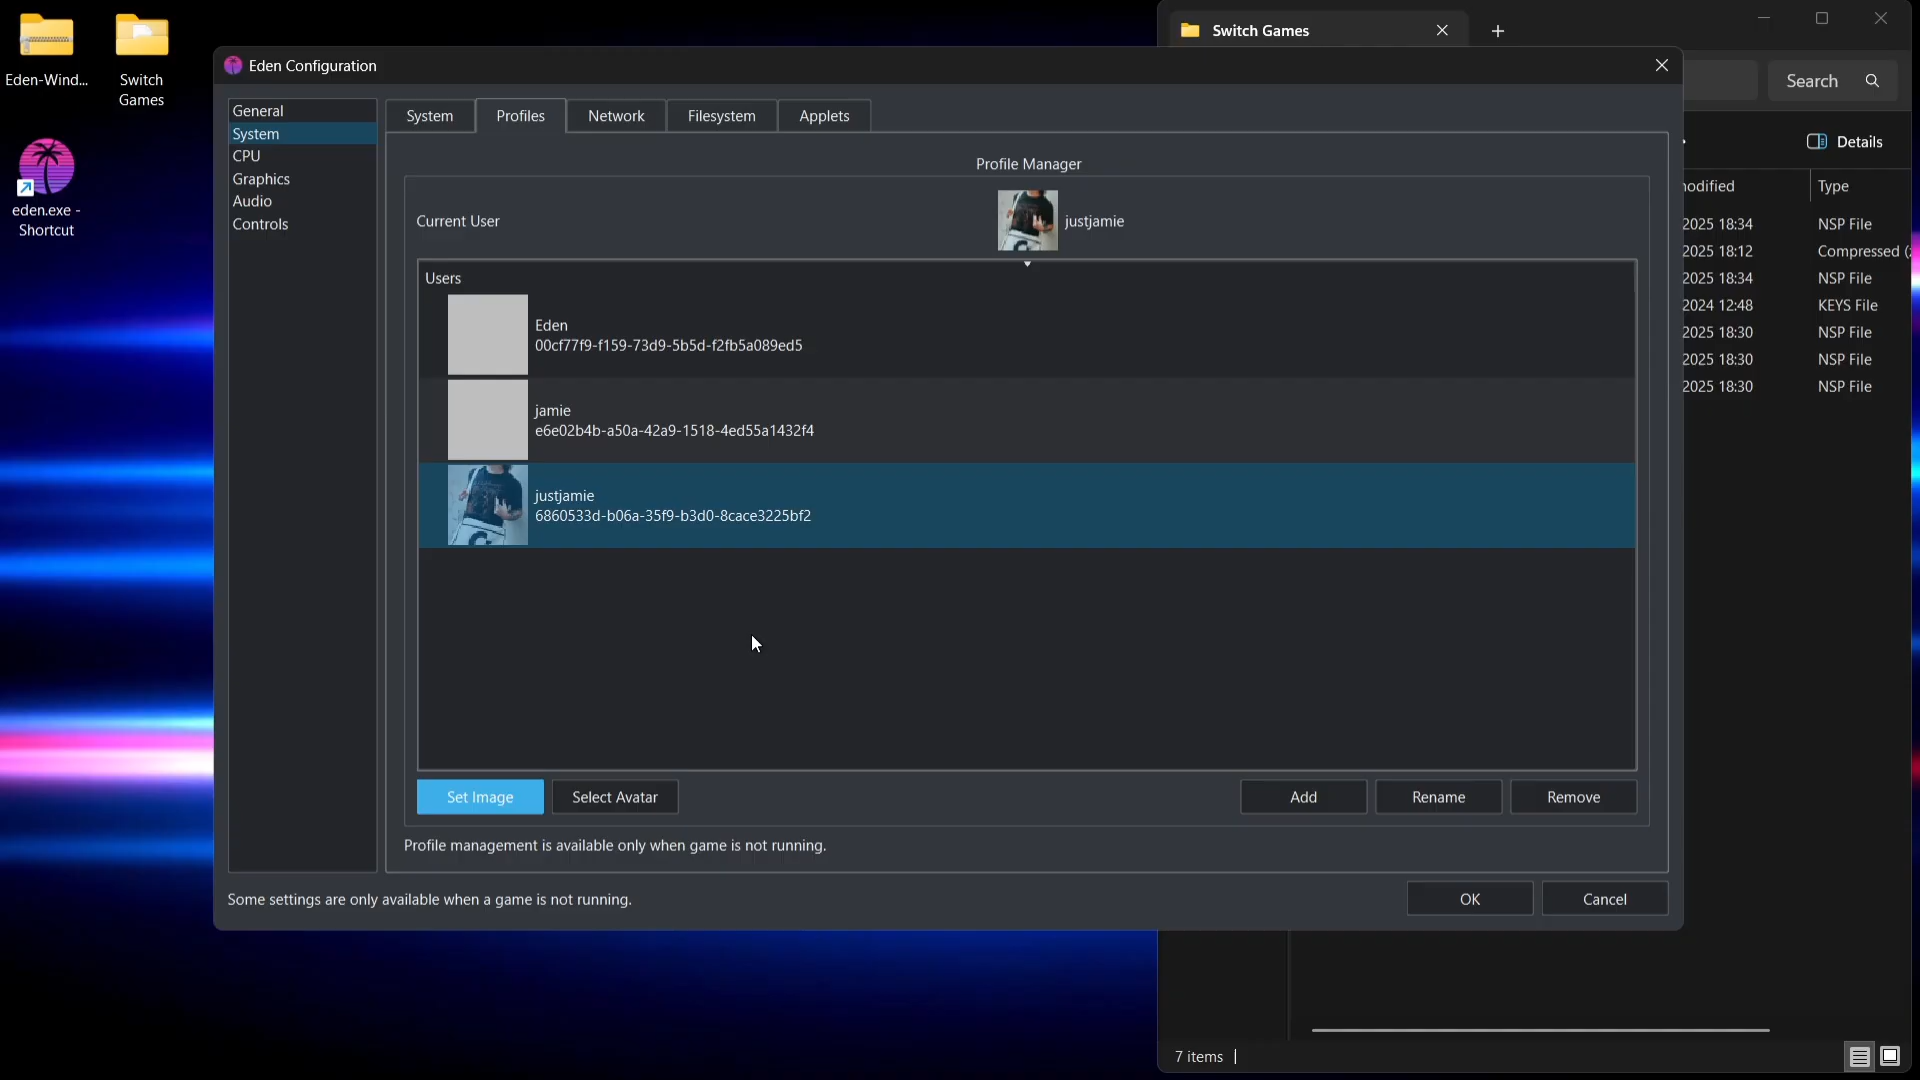 Eden-Wind...
Switch
Games
eden.exe -
Shortcut
Switch Games
Search
Details
Type
2025 18:34 NSP File
2025 18:12 Compressed
2025 18:34 NSP File
2024 12:48 KEYS File
2025 18:30 NSP File
2025 18:30 NSP File
2025 18:30 NSP File
7 items
Eden Configuration
General
System
CPU
Graphics
Audio
Controls
System Profiles Network Filesystem Applets
Profile Manager
Current User
justjamie
Users
Eden
00cf77f9-f159-73d9-5b5d-f2fb5a089ed5
jamie
e6e02b4b-a50a-42a9-1518-4ed55a1432f4
justjamie
6860533d-b06a-35f9-b3d0-8cace3225bf2
Set Image Select Avatar Add Rename Remove
Profile management is available only when game is not running.
Some settings are only available when a game is not running.
OK Cancel